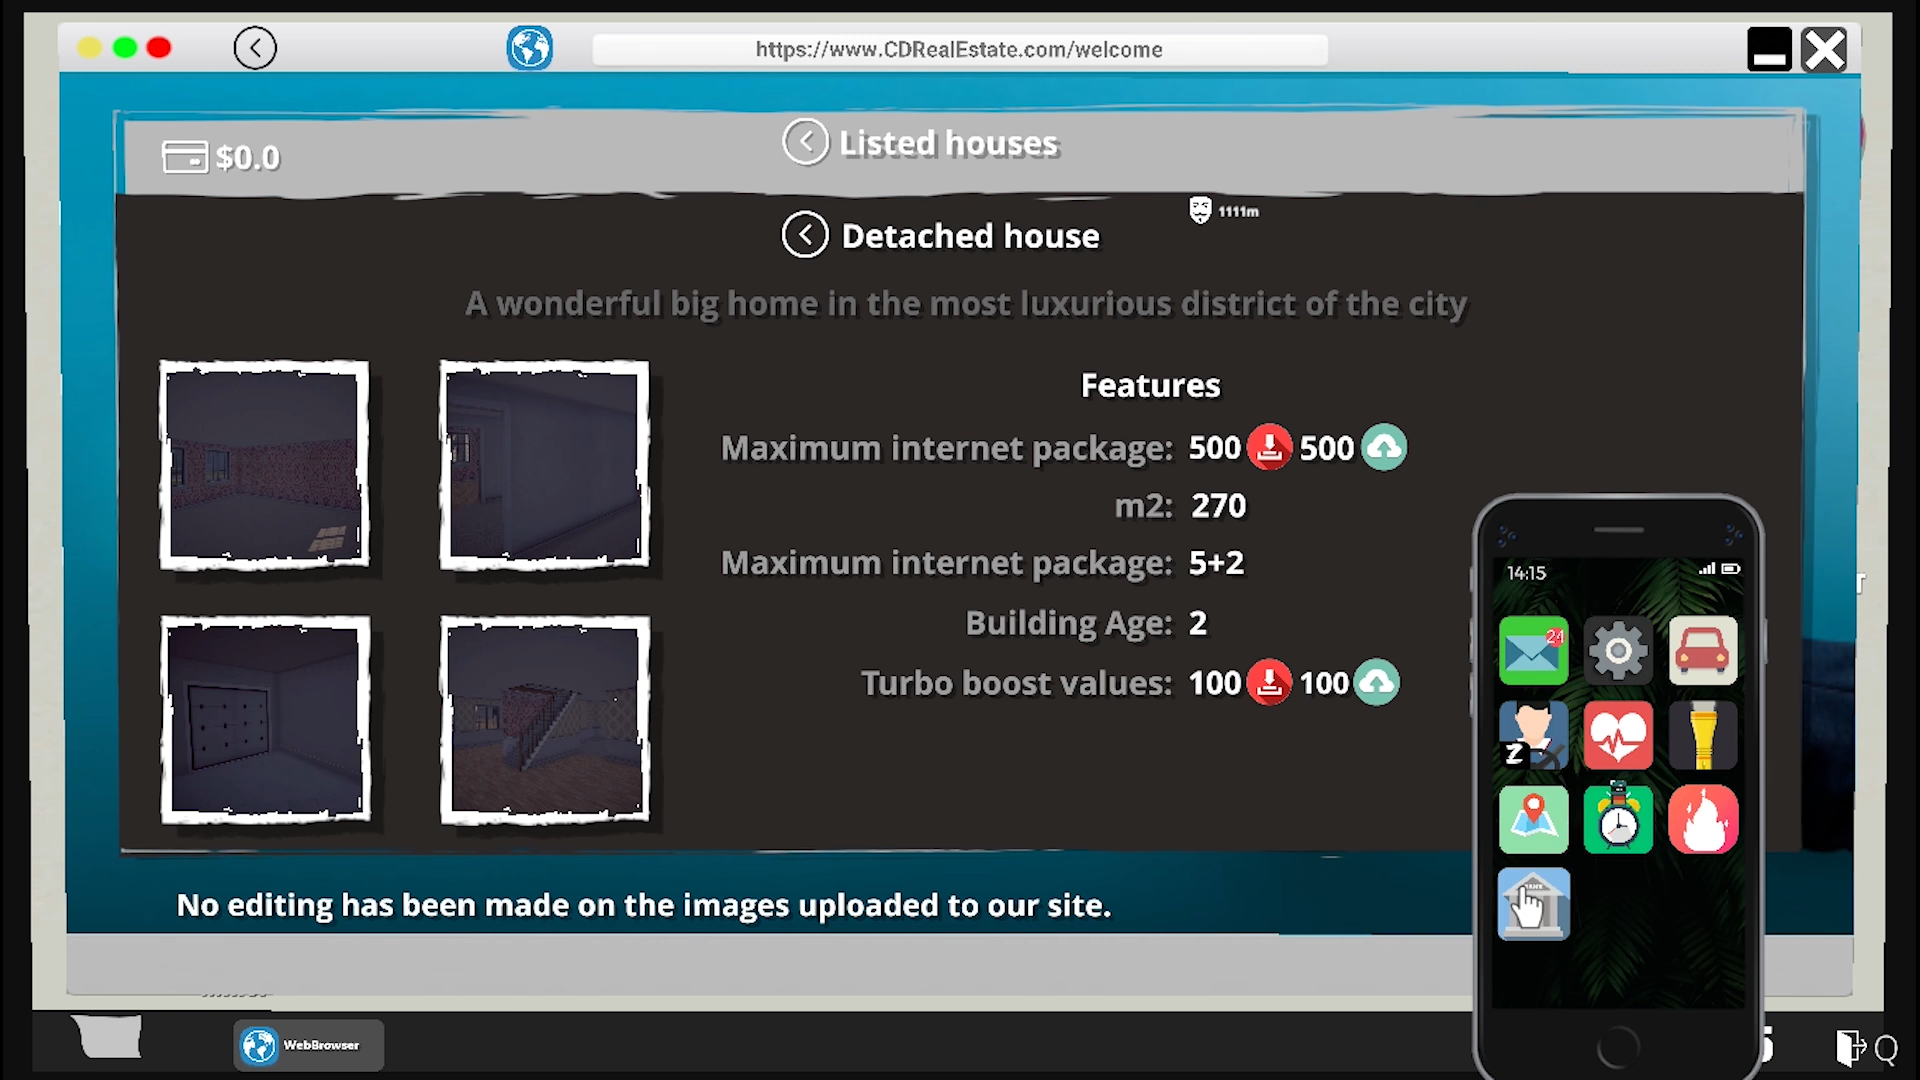 https://www.CDRealEstate.com/welcome
$0.0
Listed houses
1111m
Detached house
A wonderful big home in the most luxurious district of the city
Features
Maximum internet package: 500 500
m2: 270
Maximum internet package: 5+2
Building Age: 2
Turbo boost values: 100 100
14:15
24
Z
No editing has been made on the images uploaded to our site.
WebBrowser
Q